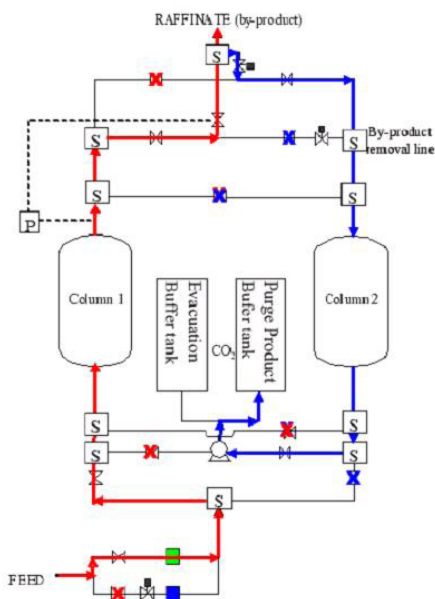 RAFFINATE (by-product)
S
S
S
By-product
removal line
S
S
P
Column 1
Evacuation
Buffer tank
CO2
Purge Product
Bufer tank
Column 2
S
S
S
S
S
FEED